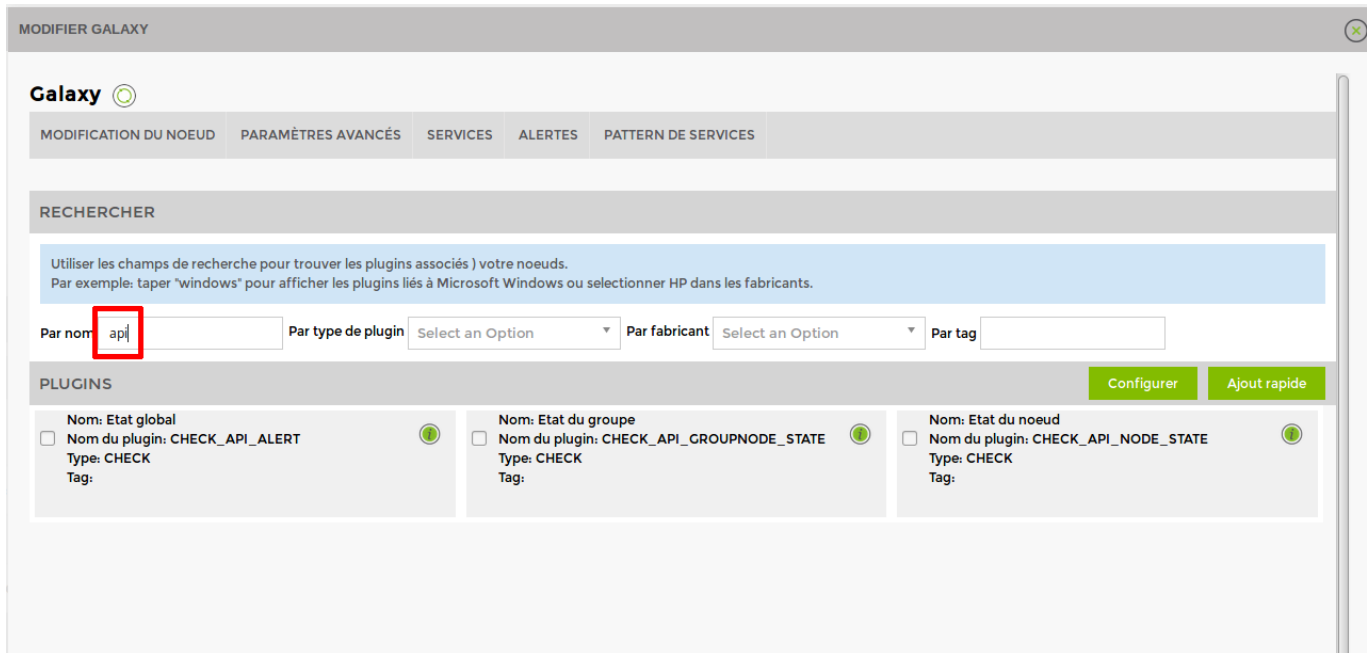 MODIFIER GALAXY
Galaxy
MODIFICATION DU NOEUD PARAMÈTRES AVANCÉS SERVICES ALERTES PATTERN DE SERVICES
RECHERCHER
Utiliser les champs de recherche pour trouver les plugins associés ) votre noeuds.
Par exemple: taper "windows" pour afficher les plugins liés à Microsoft Windows ou selectionner HP dans les fabricants.
Par nom api Par type de plugin Select an Option Par fabricant Select an Option Par tag
PLUGINS Configurer Ajout rapide
Nom: Etat global
Nom du plugin: CHECK_API_ALERT
Type: CHECK
Tag:
Nom: Etat du groupe
Nom du plugin: CHECK_API_GROUPNODE_STATE
Type: CHECK
Tag:
Nom: Etat du noeud
Nom du plugin: CHECK_API_NODE_STATE
Type: CHECK
Tag: